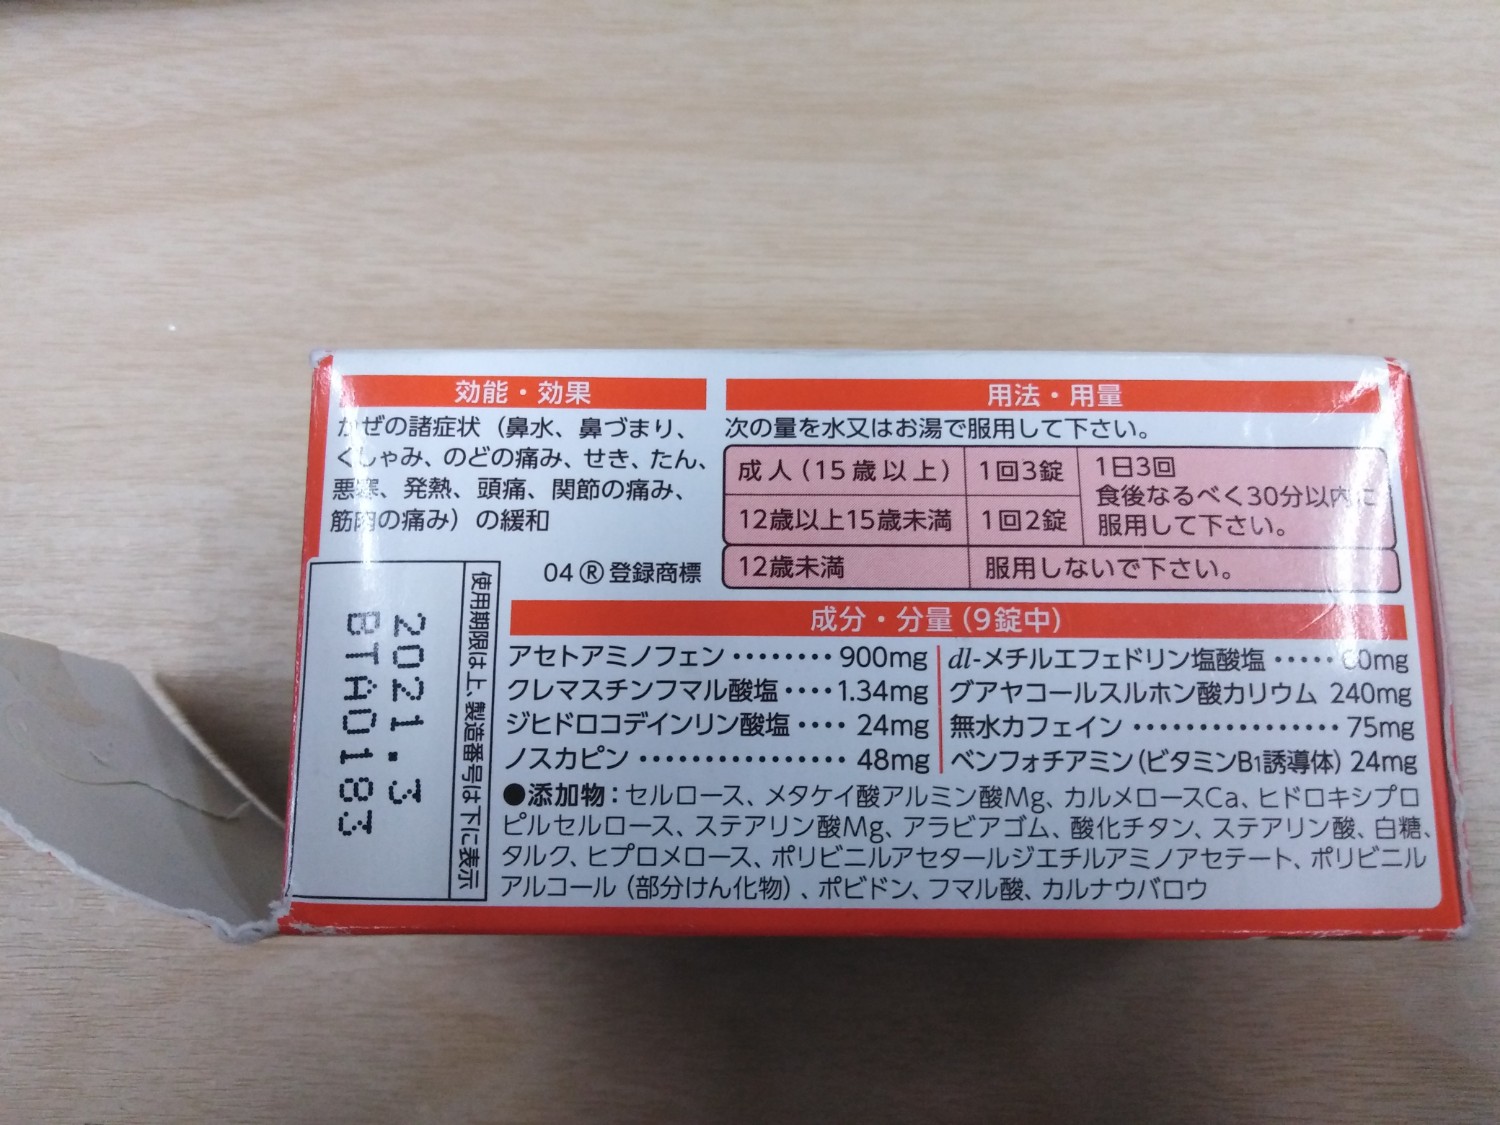 効能・効果
かぜの諸症状（鼻水、鼻づまり、
くしゃみ、のどの痛み、せき、たん、
悪寒、発熱、頭痛、関節の痛み、
筋肉の痛み）の緩和
04 ® 登録商標
用法・用量
次の量を水又はお湯で服用して下さい。
成人（15歳以上） 1回3錠 1日3回
食後なるべく30分以内に
12歳以上15歳未満 1回2錠 服用して下さい。
12歳未満 服用しないで下さい。
使用期限は上、製造番号は下に表示
2021.3
BTA0183
成分・分量（9錠中）
アセトアミノフェン ········ 900mg
クレマスチンフマル酸塩 ···· 1.34mg
ジヒドロコデインリン酸塩 ···· 24mg
ノスカピン ················ 48mg
dl-メチルエフェドリン塩酸塩 ····· 60mg
グアヤコールスルホン酸カリウム 240mg
無水カフェイン ················ 75mg
ベンフォチアミン（ビタミンB1誘導体） 24mg
●添加物：セルロース、メタケイ酸アルミン酸Mg、カルメロースCa、ヒドロキシプロ
ピルセルロース、ステアリン酸Mg、アラビアゴム、酸化チタン、ステアリン酸、白糖、
タルク、ヒプロメロース、ポリビニルアセタールジエチルアミノアセテート、ポリビニル
アルコール（部分けん化物）、ポビドン、フマル酸、カルナウバロウ